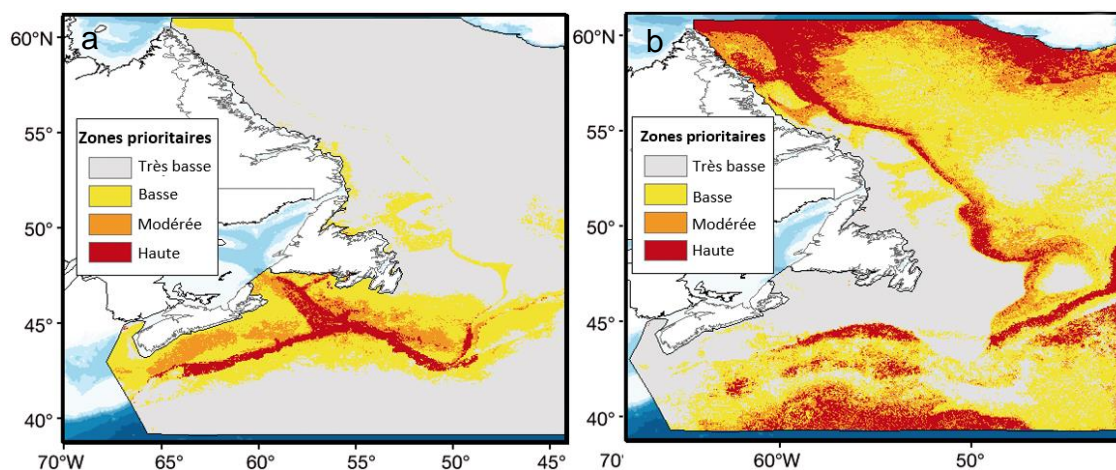 a
60°N
55°
50°
45°
40°
70°W
65°
60°
55°
50°
45°
Zones prioritaires
Très basse
Basse
Modérée
Haute
b
60°
55°
50°
45°
40°
70°
60°W
50°
Zones prioritaires
Très basse
Basse
Modérée
Haute